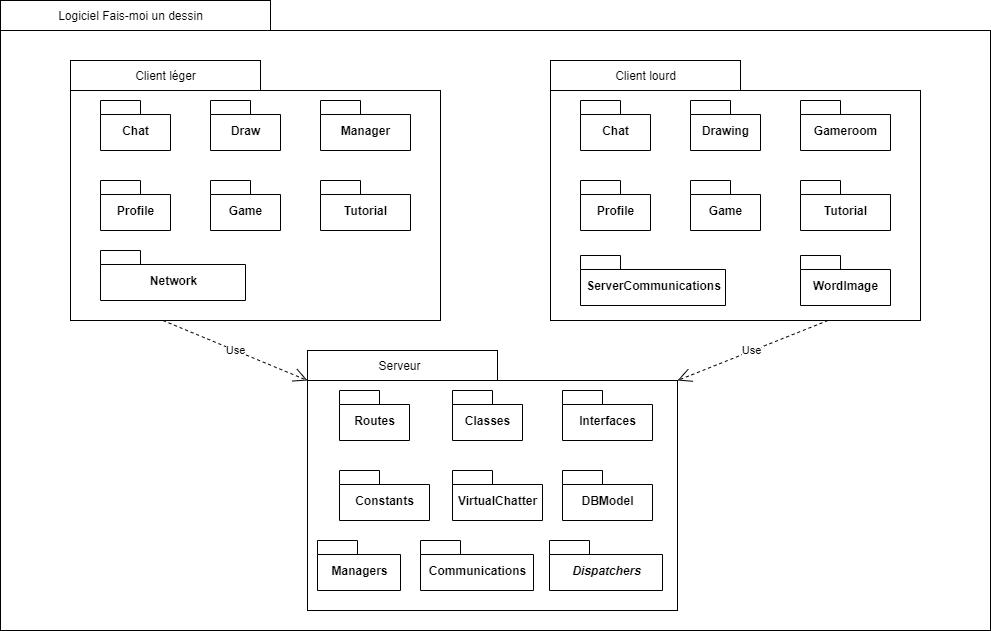 Logiciel Fais-moi un dessin
Client léger
Chat
Draw
Manager
Profile
Game
Tutorial
Network
Client lourd
Chat
Drawing
Gameroom
Profile
Game
Tutorial
ServerCommunications
WordImage
Use
Use
Serveur
Routes
Classes
Interfaces
Constants
VirtualChatter
DBModel
Managers
Communications
Dispatchers